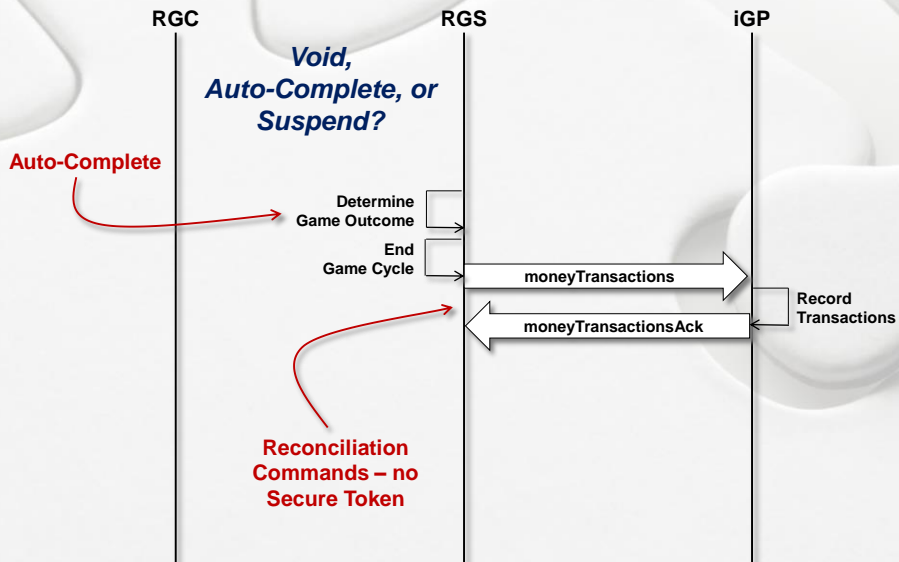 RGC
RGS
iGP
Void,
Auto-Complete, or
Suspend?
Auto-Complete
Determine
Game Outcome
End
Game Cycle
moneyTransactions
Record
Transactions
moneyTransactionsAck
Reconciliation
Commands – no
Secure Token